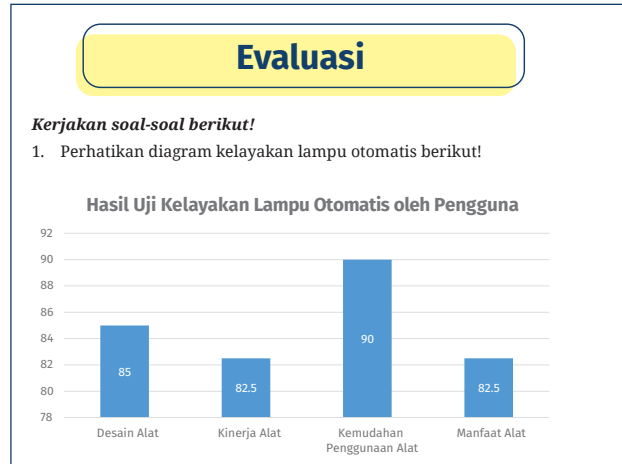 Evaluasi
Kerjakan soal-soal berikut!
1. Perhatikan diagram kelayakan lampu otomatis berikut!
Hasil Uji Kelayakan Lampu Otomatis oleh Pengguna
92
90
88
86
84
82
80
78
85
82.5
90
82.5
Desain Alat
Kinerja Alat
Kemudahan
Penggunaan Alat
Manfaat Alat